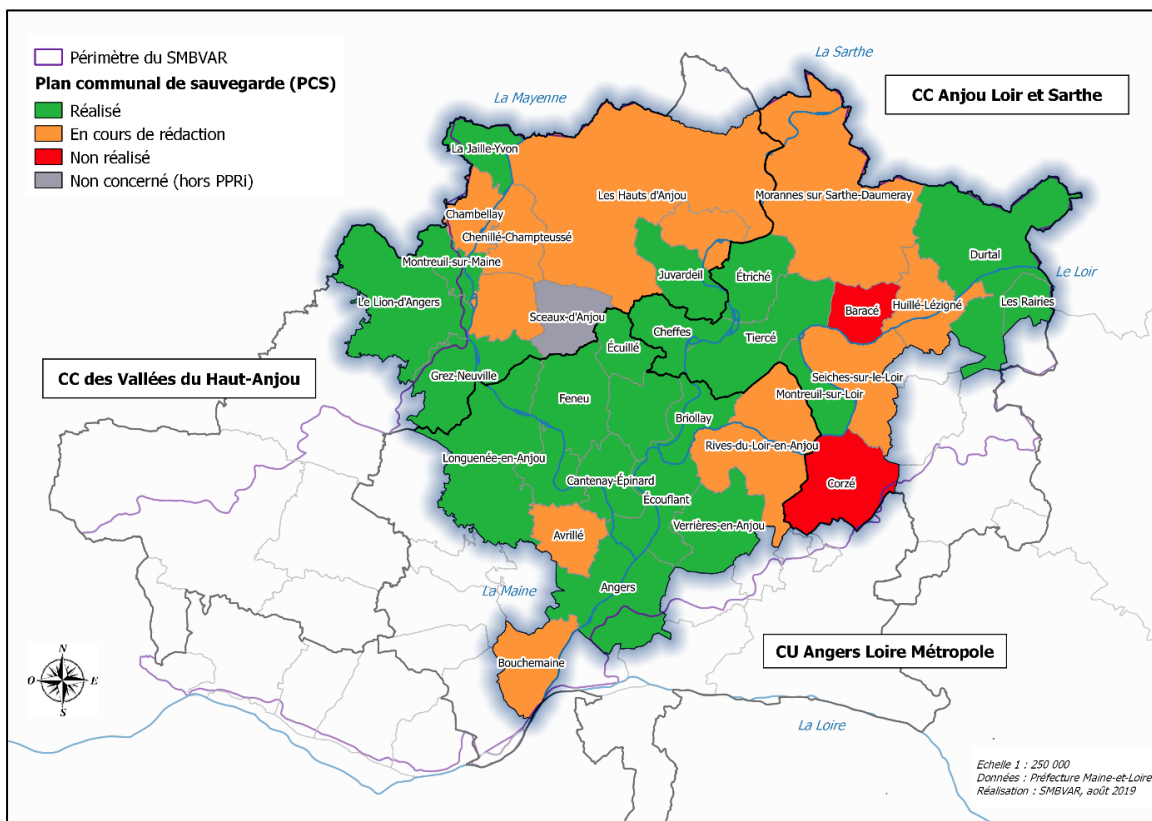 Périmètre du SMBVAR
Plan communal de sauvegarde (PCS)
Réalisé
En cours de rédaction
Non réalisé
Non concerné (hors PPRi)
La Sarthe
La Mayenne
CC Anjou Loir et Sarthe
La Jaille-Yvon
Les Hauts d'Anjou
Morannes sur Sarthe-Daumeray
Chambellay
Chenillé-Champteussé
Durtal
Montreuil-sur-Maine
Juvardeil
Étriché
Le Loir
Le Lion-d'Angers
Huillé-Lézigné
Les Rairies
Baracé
Sceaux-d'Anjou
Cheffes
Tiercé
Écuillé
CC des Vallées du Haut-Anjou
Grez-Neuville
Seiches-sur-le-Loir
Feneu
Montreuil-sur-Loir
Briollay
Rives-du-Loir-en-Anjou
Longuenée-en-Anjou
Cantenay-Épinard
Corzé
Écouflant
Verrières-en-Anjou
Avrillé
Angers
La Maine
CU Angers Loire Métropole
Bouchemaine
N
O
E
S
La Loire
Echelle 1 : 250 000
Données : Préfecture Maine-et-Loire
Réalisation : SMBVAR, août 2019